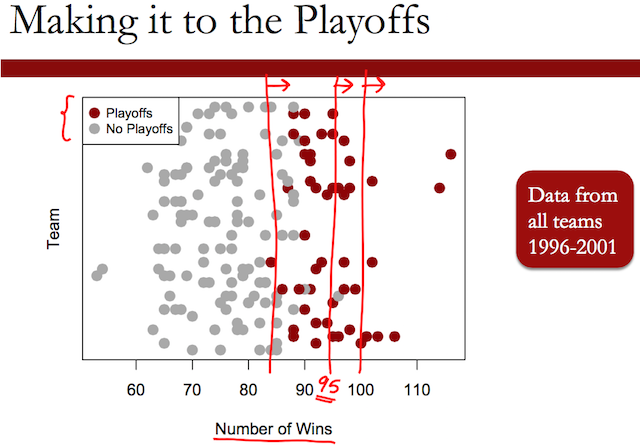 Making it to the Playoffs
Playoffs
No Playoffs
Team
Data from
all teams
1996-2001
60 70 80 90 95 100 110
Number of Wins